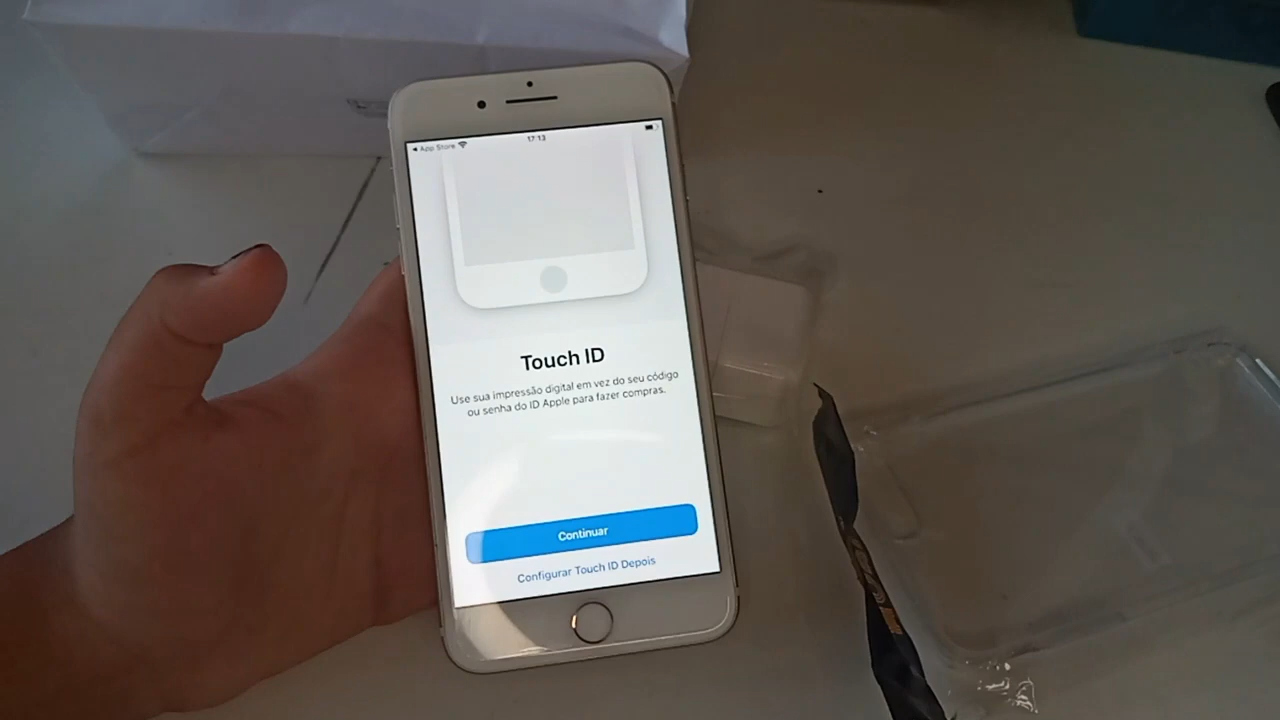 ◀ App Store
17:13
Touch ID
Use sua impressão digital em vez do seu código
ou senha do ID Apple para fazer compras.
Continuar
Configurar Touch ID Depois